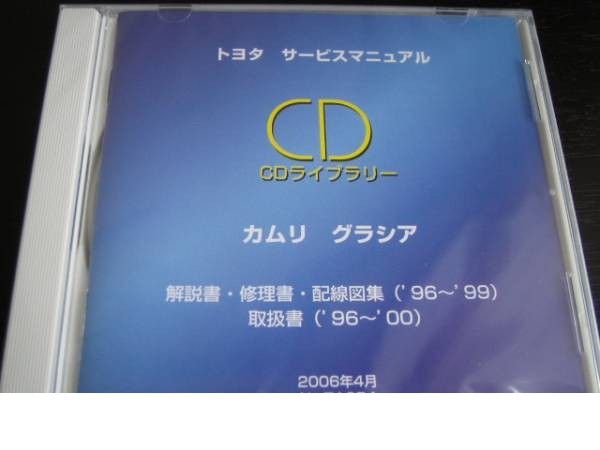 トヨタ　サービスマニュアル
CD
CDライブラリー
カムリ　グラシア
解説書・修理書・配線図集（'96～'99）
取扱書（'96～'00）
2006年4月